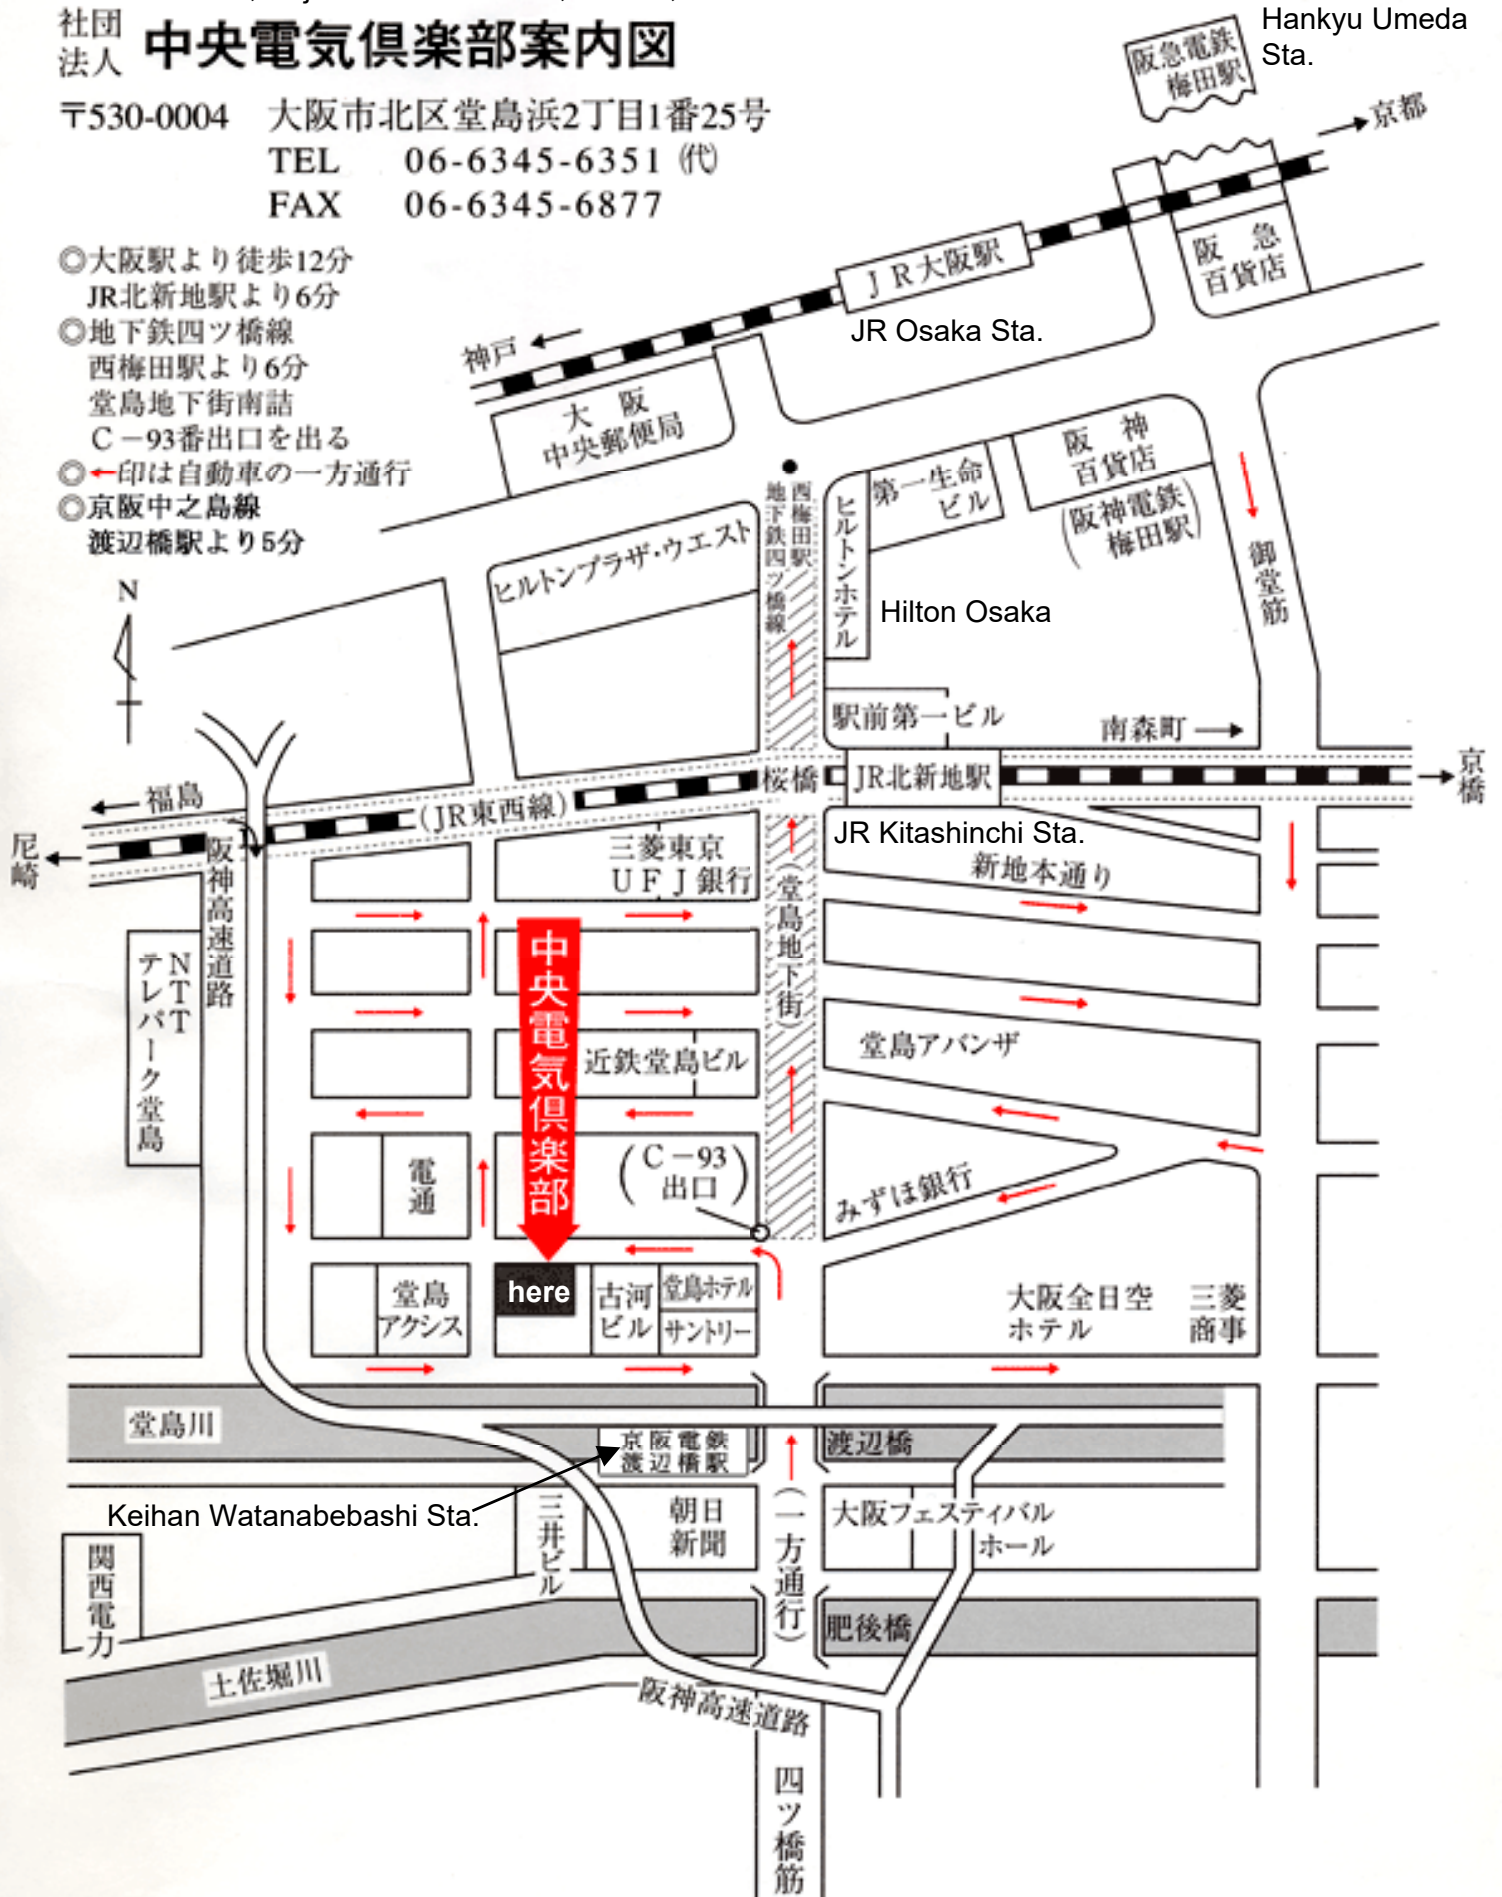 社団
法人
中央電気倶楽部案内図
〒530-0004 大阪市北区堂島浜2丁目1番25号
TEL 06-6345-6351 ㈹
FAX 06-6345-6877
◎大阪駅より徒歩12分
JR北新地駅より6分
◎地下鉄四ツ橋線
西梅田駅より6分
堂島地下街南詰
C－93番出口を出る
◎←印は自動車の一方通行
◎京阪中之島線
渡辺橋駅より5分
N
Hankyu Umeda
Sta.
阪急電鉄
梅田駅
→京都
阪急
百貨店
JR大阪駅
JR Osaka Sta.
神戸←
大阪
中央郵便局
阪神
百貨店
(阪神電鉄
梅田駅)
第一生命
ビル
ヒルトンホテル
Hilton Osaka
西梅田駅
地下鉄四ツ橋線
ヒルトンプラザ・ウエスト
御堂筋
駅前第一ビル
南森町→
→京橋
桜橋
JR北新地駅
JR Kitashinchi Sta.
(JR東西線)
←福島
尼崎←
阪神高速道路
三菱東京
UFJ銀行
新地本通り
(堂島地下街)
中央電気倶楽部
NTT
テレパーク堂島
近鉄堂島ビル
堂島アバンザ
電通
(C－93
出口)
みずほ銀行
堂島
アクシス
here
古河
ビル
堂島ホテル
サントリー
大阪全日空
ホテル
三菱
商事
堂島川
京阪電鉄
渡辺橋駅
渡辺橋
Keihan Watanabebashi Sta.
三井ビル
朝日
新聞
(一方通行)
大阪フェスティバル
ホール
関西電力
肥後橋
土佐堀川
阪神高速道路
四ツ橋筋